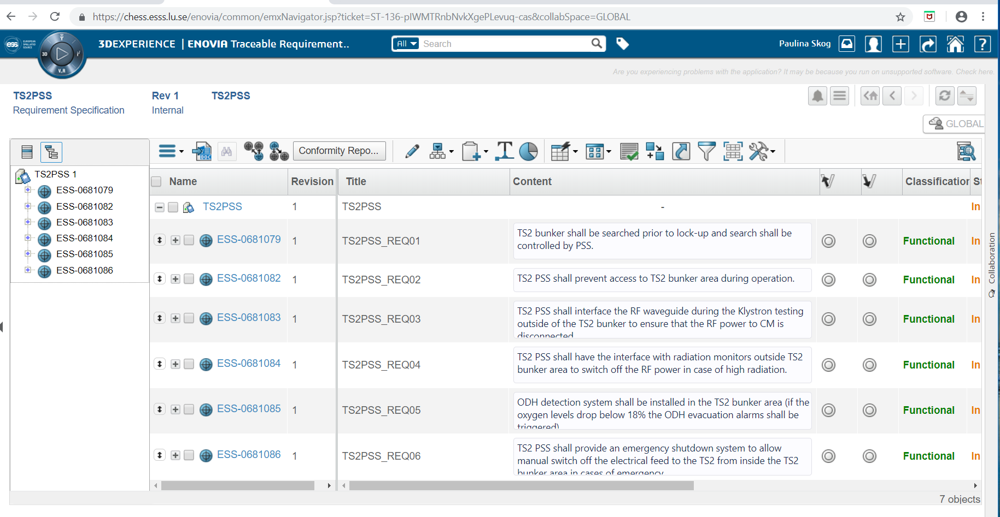 https://chess.esss.lu.se/enovia/common/emxNavigator.jsp?ticket=ST-136-pIWMTRnbNvkXgePLevuq-cas&collabSpace=GLOBAL
ess EUROPEAN SPALLATION SOURCE
3DEXPERIENCE | ENOVIA Traceable Requirement..
All Search
Paulina Skog
3D
V.R
Are you experiencing problems with the application? It may be because you run on unsupported software. Check here.
TS2PSS Rev 1 TS2PSS
Requirement Specification Internal
GLOBAL
DOC Conformity Repo...
TS2PSS 1
ESS-0681079
ESS-0681082
ESS-0681083
ESS-0681084
ESS-0681085
ESS-0681086
Name Revision Title Content Classification St
TS2PSS 1 TS2PSS - In
ESS-0681079 1 TS2PSS_REQ01
TS2 bunker shall be searched prior to lock-up and search shall be
controlled by PSS.
Functional In
ESS-0681082 1 TS2PSS_REQ02
TS2 PSS shall prevent access to TS2 bunker area during operation.
Functional In
ESS-0681083 1 TS2PSS_REQ03
TS2 PSS shall interface the RF waveguide during the Klystron testing
outside of the TS2 bunker to ensure that the RF power to CM is
disconnected
Functional In
ESS-0681084 1 TS2PSS_REQ04
TS2 PSS shall have the interface with radiation monitors outside TS2
bunker area to switch off the RF power in case of high radiation.
Functional In
ESS-0681085 1 TS2PSS_REQ05
ODH detection system shall be installed in the TS2 bunker area (if the
oxygen levels drop below 18% the ODH evacuation alarms shall be
triggered)
Functional In
ESS-0681086 1 TS2PSS_REQ06
TS2 PSS shall provide an emergency shutdown system to allow
manual switch off the electrical feed to the TS2 from inside the TS2
bunker area in cases of emergency
Functional In
Collaboration
7 objects